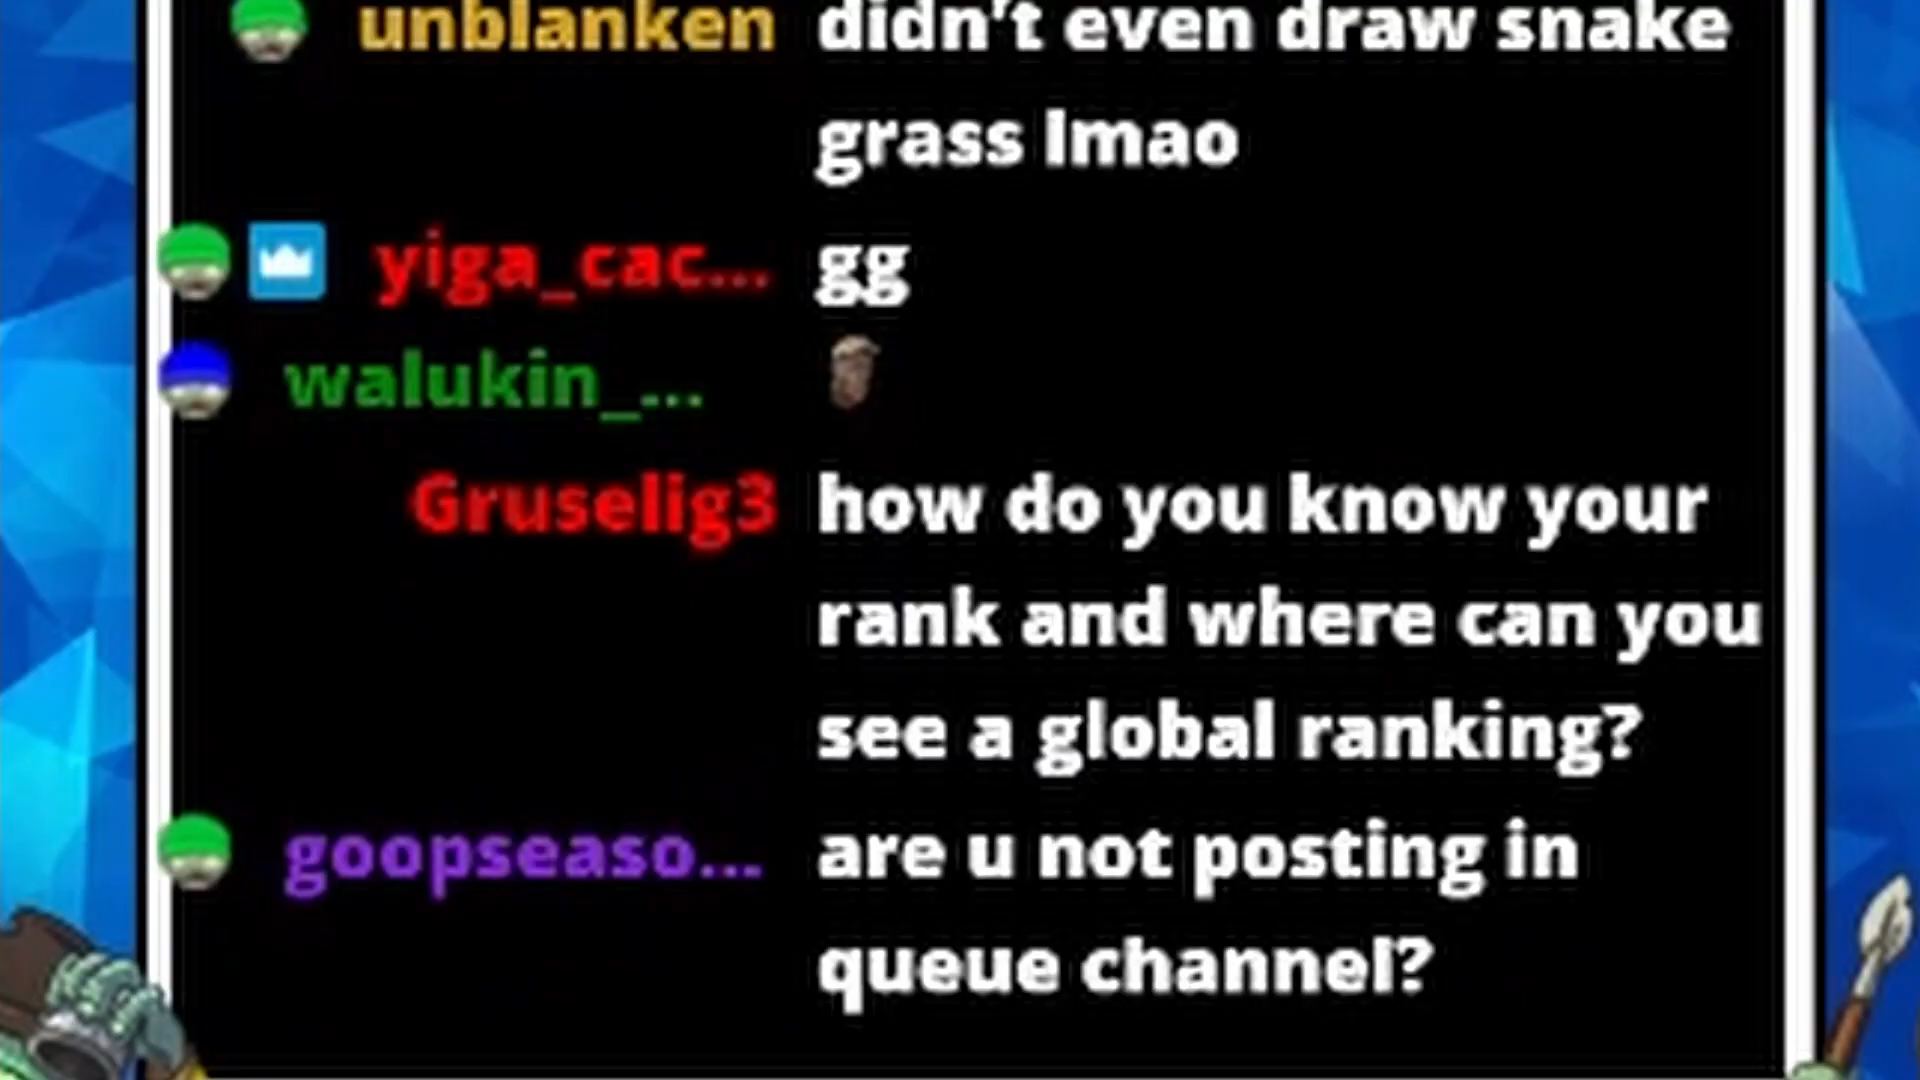 unblanken didn't even draw snake
grass lmao
yiga_cac... gg
walukin_...
Gruselig3 how do you know your
rank and where can you
see a global ranking?
goopseaso... are u not posting in
queue channel?